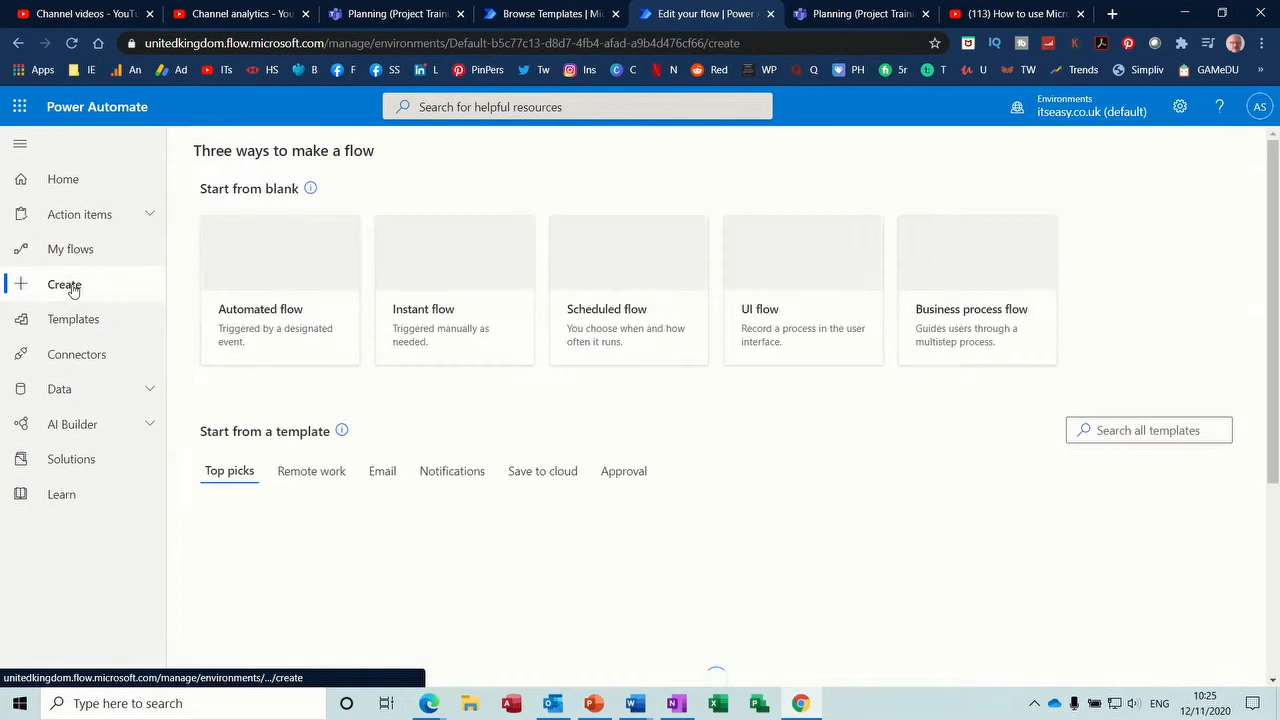 Channel videos - YouTu
Channel analytics - You
Planning (Project Traini
Browse Templates | Mic
Edit your flow | Power A
Planning (Project Traini
(113) How to use Micro
unitedkingdom.flow.microsoft.com/manage/environments/Default-b5c77c13-d8d7-4fb4-afad-a9b4d476cf66/create
Apps
IE
An
Ad
ITs
HS
B
F
SS
L
PinPers
Tw
Ins
C
N
Red
WP
Q
PH
5r
T
U
TW
Trends
Simpliv
GAMeDU
»
Power Automate
Search for helpful resources
Environments
itseasy.co.uk (default)
AS
Home
Action items
My flows
Create
Templates
Connectors
Data
AI Builder
Solutions
Learn
Three ways to make a flow
Start from blank
Automated flow
Triggered by a designated
event.
Instant flow
Triggered manually as
needed.
Scheduled flow
You choose when and how
often it runs.
UI flow
Record a process in the user
interface.
Business process flow
Guides users through a
multistep process.
Start from a template
Search all templates
Top picks
Remote work
Email
Notifications
Save to cloud
Approval
unitedkingdom.flow.microsoft.com/manage/environments/.../create
Type here to search
ENG
10:25
12/11/2020